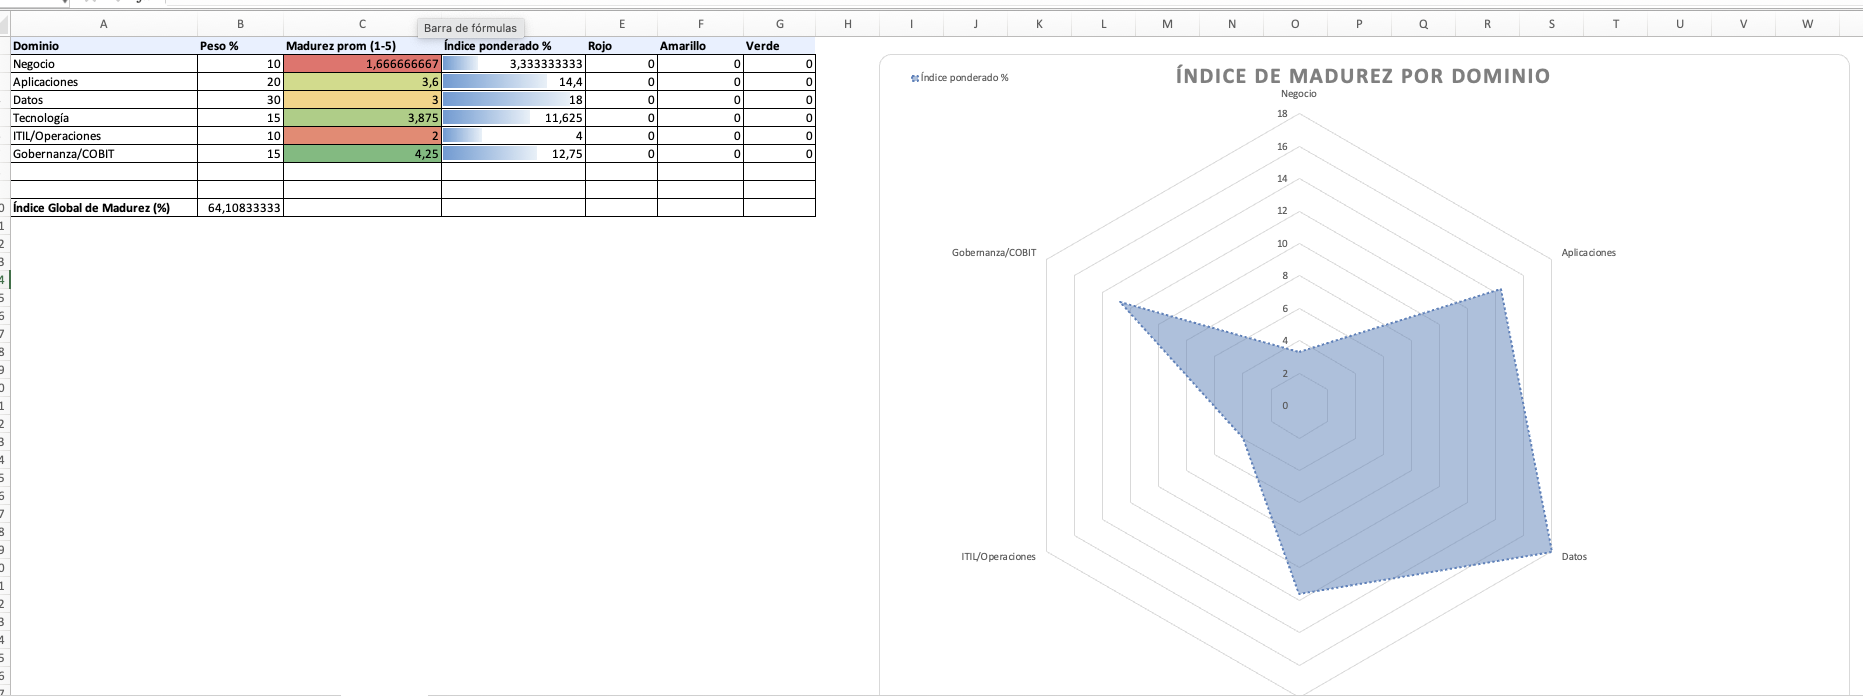 A B C E F G H I J K L M N O P Q R S T U V W
Barra de fórmulas
Dominio Peso % Madurez prom (1-5) Índice ponderado % Rojo Amarillo Verde
Negocio 10 1,666666667 3,333333333 0 0 0
Aplicaciones 20 3,6 14,4 0 0 0
Datos 30 3 18 0 0 0
Tecnología 15 3,875 11,625 0 0 0
ITIL/Operaciones 10 2 4 0 0 0
Gobernanza/COBIT 15 4,25 12,75 0 0 0
Índice Global de Madurez (%) 64,10833333
Índice ponderado %
ÍNDICE DE MADUREZ POR DOMINIO
Negocio
18
16
14
12
10
8
6
4
2
0
Gobernanza/COBIT
Aplicaciones
ITIL/Operaciones
Datos